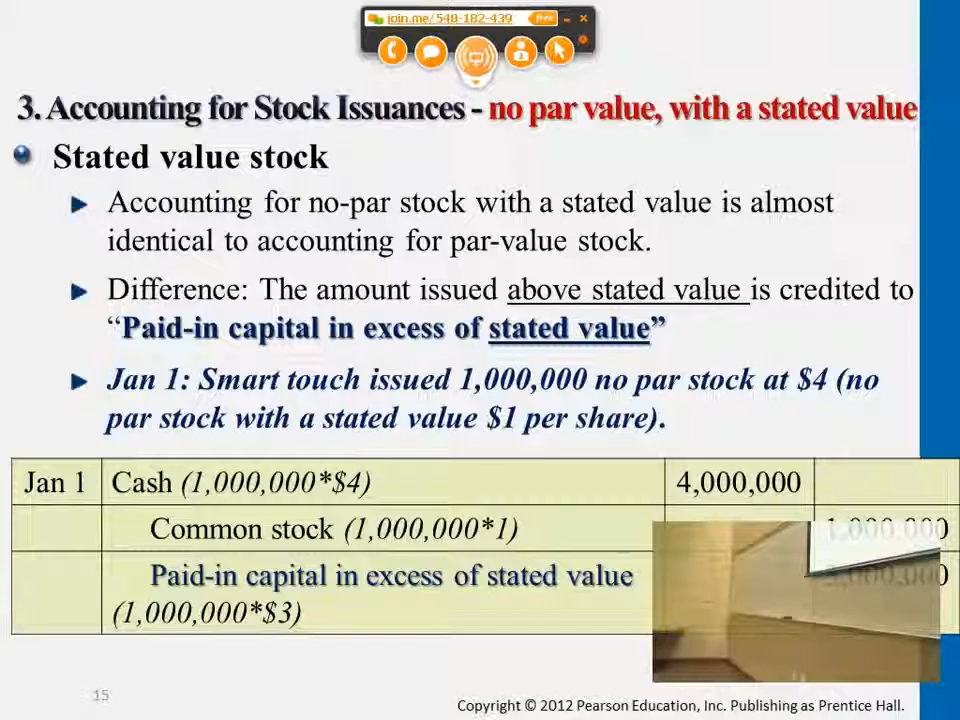 join.me/548-182-439 free
3. Accounting for Stock Issuances - no par value, with a stated value
Stated value stock
Accounting for no-par stock with a stated value is almost
identical to accounting for par-value stock.
Difference: The amount issued above stated value is credited to
“Paid-in capital in excess of stated value”
Jan 1: Smart touch issued 1,000,000 no par stock at $4 (no
par stock with a stated value $1 per share).
Jan 1 Cash (1,000,000*$4) 4,000,000
Common stock (1,000,000*1) 1,000,000
Paid-in capital in excess of stated value 3,000,000
(1,000,000*$3)
15
Copyright © 2012 Pearson Education, Inc. Publishing as Prentice Hall.